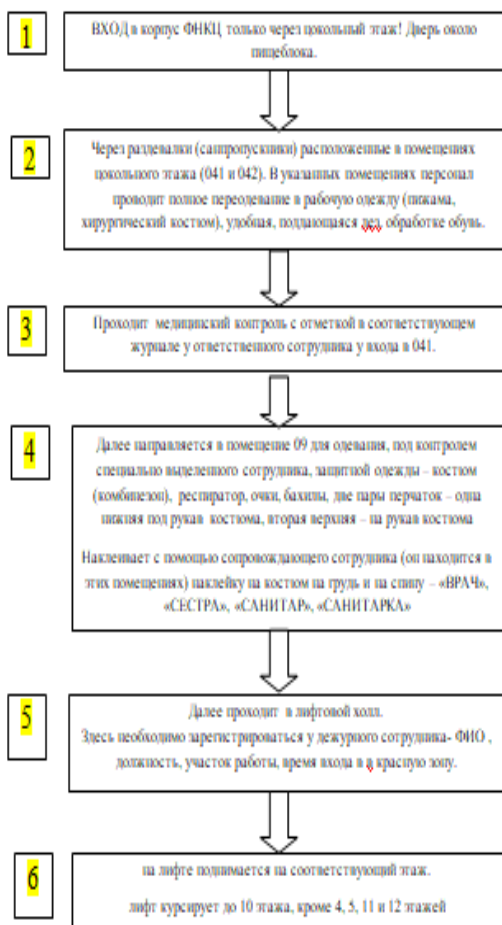 1
ВХОД в корпус ФНКЦ только через цокольный этаж! Дверь около
пищеблока.
2
Через раздевалки (санпропускники) расположенные в помещениях
цокольного этажа (041 и 042). В указанных помещениях персонал
проводит полное переодевание в рабочую одежду (пижама,
хирургический костюм), удобная, поддающаяся дез. обработке обувь.
3
Проходит медицинский контроль с отметкой в соответствующем
журнале у ответственного сотрудника у входа в 041.
4
Далее направляется в помещение 09 для одевания, под контролем
специально выделенного сотрудника, защитной одежды – костюм
(комбинезон), респиратор, очки, бахилы, две пары перчаток – одна
нижняя под рукав костюма, вторая верхняя – на рукав костюма
Наклеивает с помощью сопровождающего сотрудника (он находится в
этих помещениях) наклейку на костюм на грудь и на спину – «ВРАЧ»,
«СЕСТРА», «САНИТАР», «САНИТАРКА»
5
Далее проходит в лифтовой холл.
Здесь необходимо зарегистрироваться у дежурного сотрудника- ФИО ,
должность, участок работы, время входа в в красную зону.
6
на лифте поднимается на соответствующий этаж.
лифт курсирует до 10 этажа, кроме 4, 5, 11 и 12 этажей